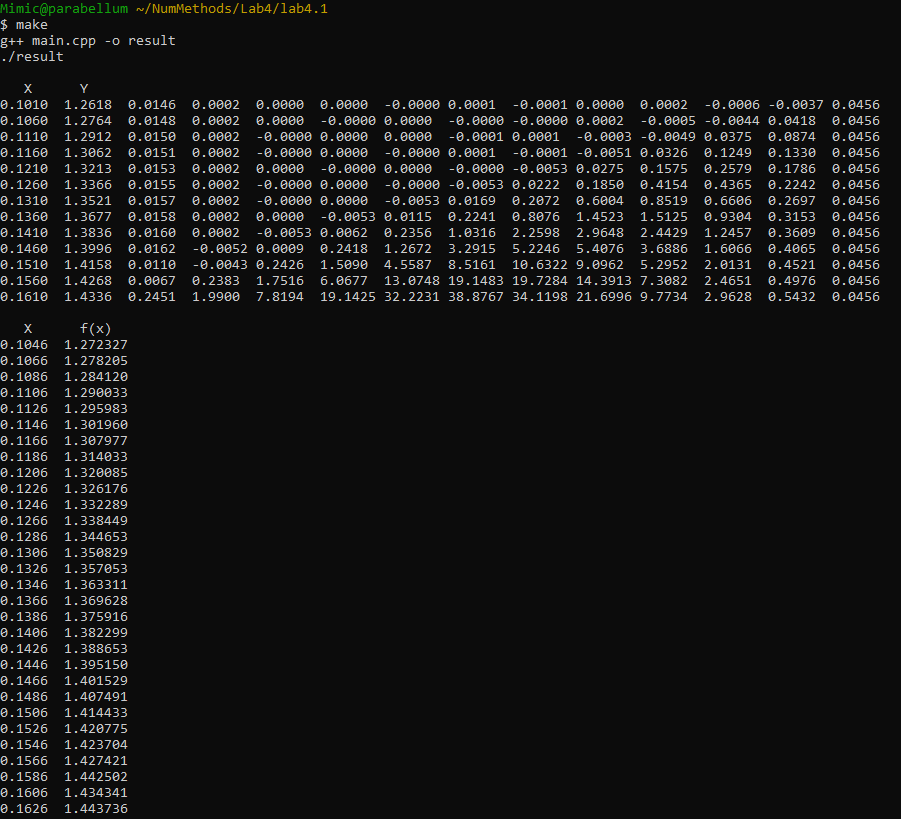 Mimic@parabellum ~/NumMethods/Lab4/lab4.1
$ make
g++ main.cpp -o result
./result
X Y
0.1010 1.2618 0.0146 0.0002 0.0000 0.0000 -0.0000 0.0001 -0.0001 0.0000 0.0002 -0.0006 -0.0037 0.0456
0.1060 1.2764 0.0148 0.0002 0.0000 -0.0000 0.0000 -0.0000 -0.0000 0.0002 -0.0005 -0.0044 0.0418 0.0456
0.1110 1.2912 0.0150 0.0002 -0.0000 0.0000 0.0000 -0.0001 0.0001 -0.0003 -0.0049 0.0375 0.0874 0.0456
0.1160 1.3062 0.0151 0.0002 -0.0000 0.0000 -0.0000 0.0001 -0.0001 -0.0051 0.0326 0.1249 0.1330 0.0456
0.1210 1.3213 0.0153 0.0002 0.0000 -0.0000 0.0000 -0.0000 -0.0053 0.0275 0.1575 0.2579 0.1786 0.0456
0.1260 1.3366 0.0155 0.0002 -0.0000 0.0000 -0.0000 -0.0053 0.0222 0.1850 0.4154 0.4365 0.2242 0.0456
0.1310 1.3521 0.0157 0.0002 -0.0000 0.0000 -0.0053 0.0169 0.2072 0.6004 0.8519 0.6606 0.2697 0.0456
0.1360 1.3677 0.0158 0.0002 0.0000 -0.0053 0.0115 0.2241 0.8076 1.4523 1.5125 0.9304 0.3153 0.0456
0.1410 1.3836 0.0160 0.0002 -0.0053 0.0062 0.2356 1.0316 2.2598 2.9648 2.4429 1.2457 0.3609 0.0456
0.1460 1.3996 0.0162 -0.0052 0.0009 0.2418 1.2672 3.2915 5.2246 5.4076 3.6886 1.6066 0.4065 0.0456
0.1510 1.4158 0.0110 -0.0043 0.2426 1.5090 4.5587 8.5161 10.6322 9.0962 5.2952 2.0131 0.4521 0.0456
0.1560 1.4268 0.0067 0.2383 1.7516 6.0677 13.0748 19.1483 19.7284 14.3913 7.3082 2.4651 0.4976 0.0456
0.1610 1.4336 0.2451 1.9900 7.8194 19.1425 32.2231 38.8767 34.1198 21.6996 9.7734 2.9628 0.5432 0.0456
X f(x)
0.1046 1.272327
0.1066 1.278205
0.1086 1.284120
0.1106 1.290033
0.1126 1.295983
0.1146 1.301960
0.1166 1.307977
0.1186 1.314033
0.1206 1.320085
0.1226 1.326176
0.1246 1.332289
0.1266 1.338449
0.1286 1.344653
0.1306 1.350829
0.1326 1.357053
0.1346 1.363311
0.1366 1.369628
0.1386 1.375916
0.1406 1.382299
0.1426 1.388653
0.1446 1.395150
0.1466 1.401529
0.1486 1.407491
0.1506 1.414433
0.1526 1.420775
0.1546 1.423704
0.1566 1.427421
0.1586 1.442502
0.1606 1.434341
0.1626 1.443736